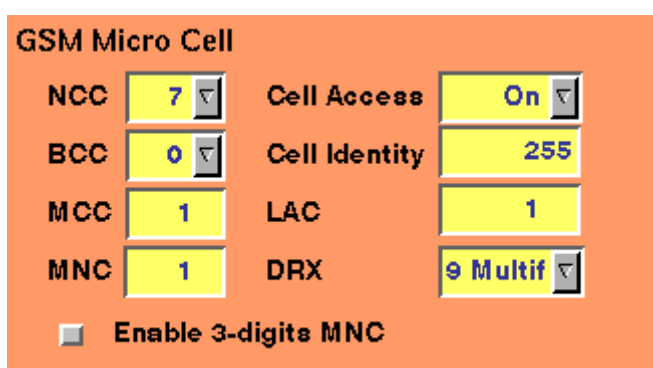 GSM Micro Cell
NCC 7 Cell Access On
BCC 0 Cell Identity 255
MCC 1 LAC 1
MNC 1 DRX 9 Multif
Enable 3-digits MNC